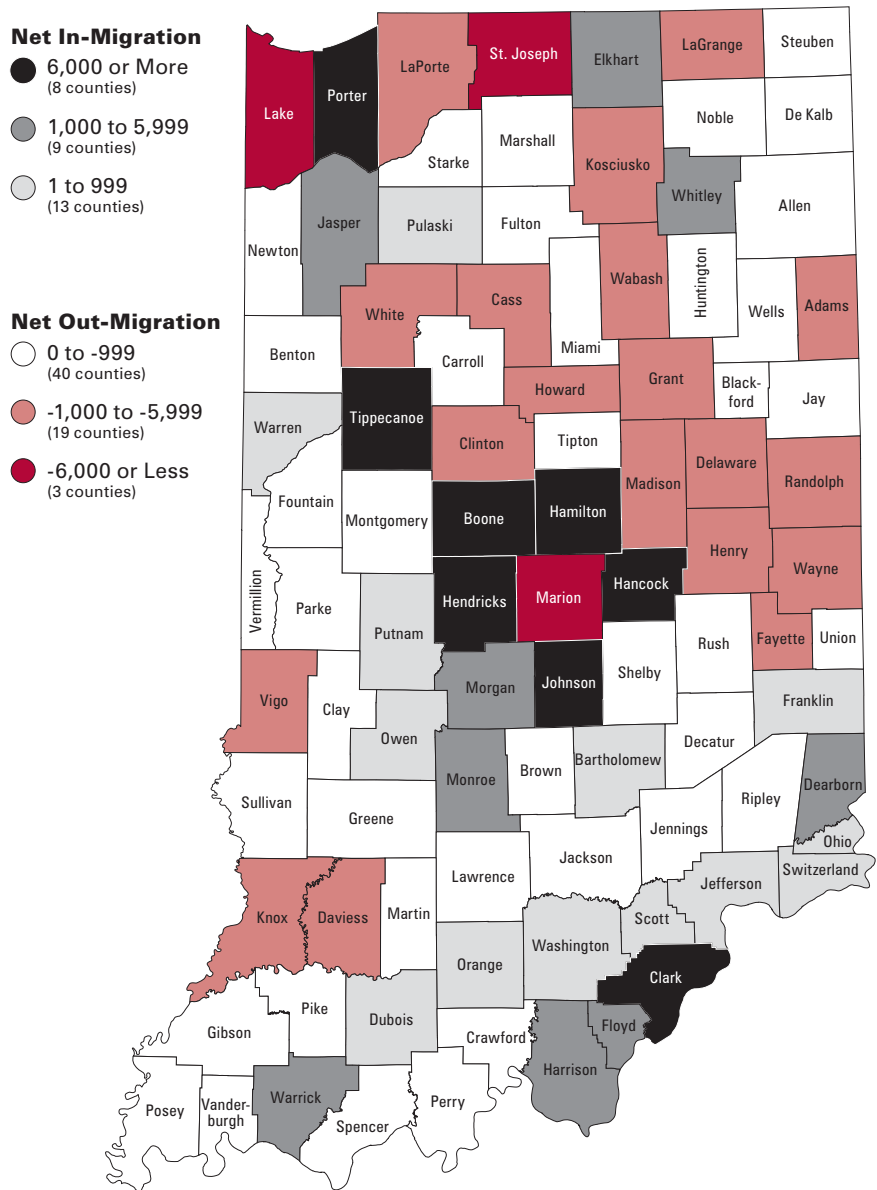 Net In-Migration
6,000 or More
(8 counties)
1,000 to 5,999
(9 counties)
1 to 999
(13 counties)
Net Out-Migration
0 to -999
(40 counties)
-1,000 to -5,999
(19 counties)
-6,000 or Less
(3 counties)
Lake
Porter
LaPorte
St. Joseph
Elkhart
LaGrange
Steuben
Starke
Marshall
Kosciusko
Noble
De Kalb
Newton
Jasper
Pulaski
Fulton
Whitley
Allen
White
Cass
Miami
Wabash
Huntington
Wells
Adams
Benton
Carroll
Howard
Grant
Black-
ford
Jay
Warren
Tippecanoe
Clinton
Tipton
Madison
Delaware
Randolph
Fountain
Montgomery
Boone
Hamilton
Henry
Wayne
Vermillion
Parke
Putnam
Hendricks
Marion
Hancock
Rush
Fayette
Union
Vigo
Clay
Owen
Morgan
Johnson
Shelby
Decatur
Franklin
Sullivan
Greene
Monroe
Brown
Bartholomew
Jennings
Ripley
Dearborn
Ohio
Knox
Daviess
Martin
Lawrence
Jackson
Jefferson
Switzerland
Orange
Washington
Scott
Clark
Gibson
Pike
Dubois
Crawford
Harrison
Floyd
Posey
Vander-
burgh
Warrick
Spencer
Perry